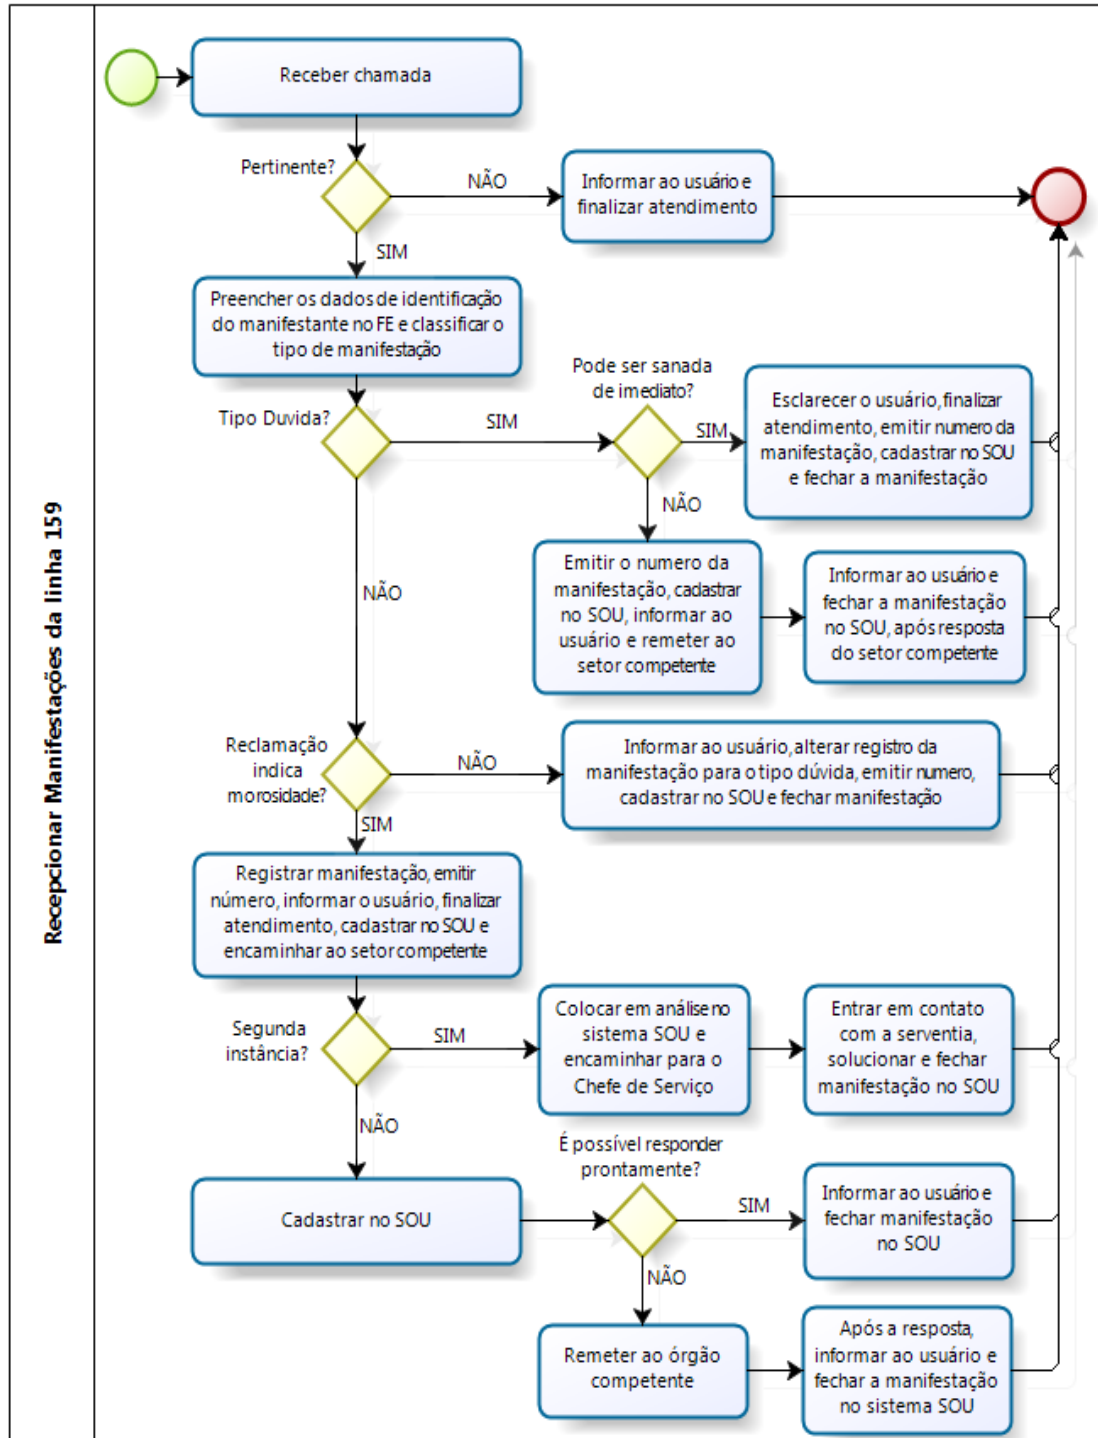 Recepcionar Manifestações da linha 159
Receber chamada
Pertinente?
NÃO
Informar ao usuário e
finalizar atendimento
SIM
Preencher os dados de identificação
do manifestante no FE e classificar o
tipo de manifestação
Tipo Duvida?
SIM
Pode ser sanada
de imediato?
SIM
Esclarecer o usuário, finalizar
atendimento, emitir numero da
manifestação, cadastrar no SOU
e fechar a manifestação
NÃO
Emitir o numero da
manifestação, cadastrar
no SOU, informar ao
usuário e remeter ao
setor competente
Informar ao usuário e
fechar a manifestação
no SOU, após resposta
do setor competente
NÃO
Reclamação
indica
morosidade?
NÃO
Informar ao usuário, alterar registro da
manifestação para o tipo dúvida, emitir numero,
cadastrar no SOU e fechar manifestação
SIM
Registrar manifestação, emitir
número, informar o usuário, finalizar
atendimento, cadastrar no SOU e
encaminhar ao setor competente
Segunda
instância?
SIM
Colocar em análise no
sistema SOU e
encaminhar para o
Chefe de Serviço
Entrar em contato
com a serventia,
solucionar e fechar
manifestação no SOU
NÃO
Cadastrar no SOU
É possível responder
prontamente?
SIM
Informar ao usuário e
fechar manifestação
no SOU
NÃO
Remeter ao órgão
competente
Após a resposta,
informar ao usuário e
fechar a manifestação
no sistema SOU